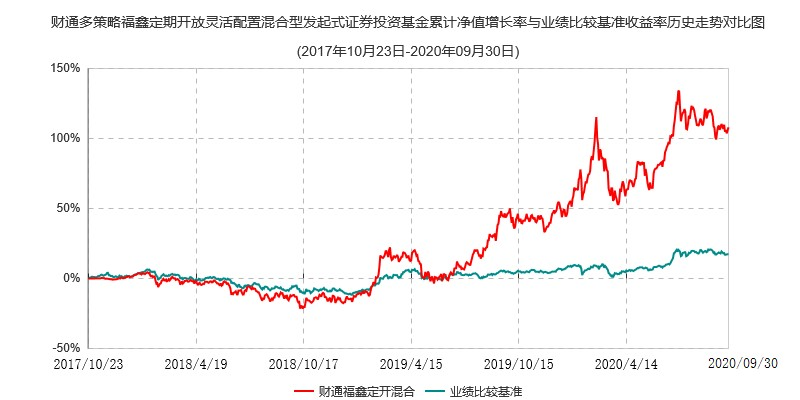 财通多策略福鑫定期开放灵活配置混合型发起式证券投资基金累计净值增长率与业绩比较基准收益率历史走势对比图
(2017年10月23日-2020年09月30日)
150%
100%
50%
0%
-50%
2017/10/23 2018/4/19 2018/10/17 2019/4/15 2019/10/15 2020/4/14 2020/09/30
财通福鑫定开混合 业绩比较基准